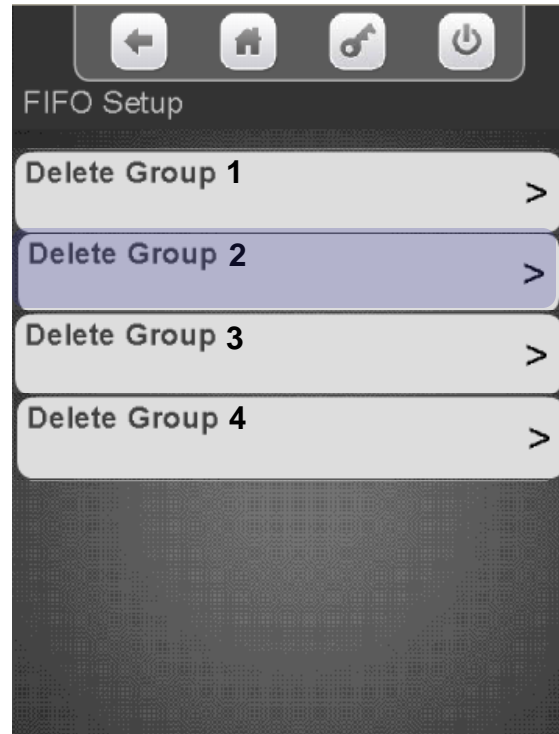 FIFO Setup
Delete Group 1
>
Delete Group 2
>
Delete Group 3
>
Delete Group 4
>